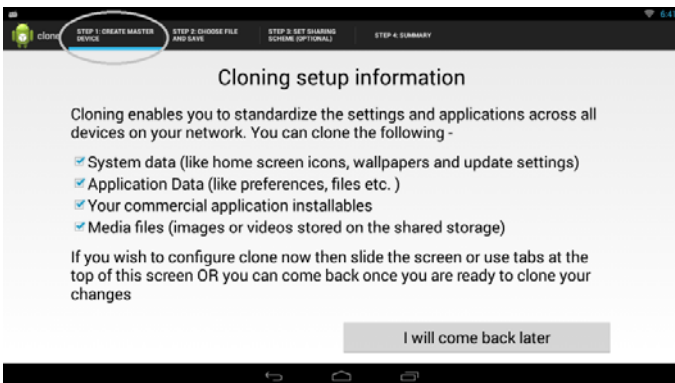 6:41
clone
STEP 1: CREATE MASTER
DEVICE
STEP 2: CHOOSE FILE
AND SAVE
STEP 3: SET SHARING
SCHEME (OPTIONAL)
STEP 4: SUMMARY
Cloning setup information
Cloning enables you to standardize the settings and applications across all
devices on your network. You can clone the following -
System data (like home screen icons, wallpapers and update settings)
Application Data (like preferences, files etc. )
Your commercial application installables
Media files (images or videos stored on the shared storage)
If you wish to configure clone now then slide the screen or use tabs at the
top of this screen OR you can come back once you are ready to clone your
changes
I will come back later